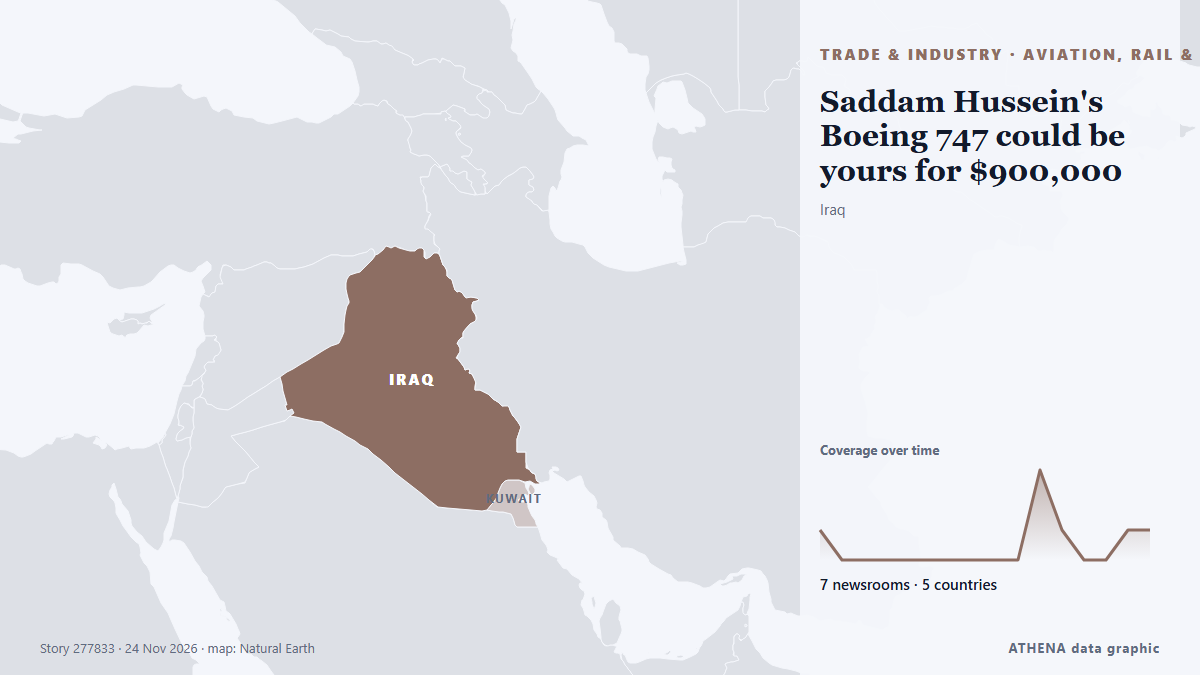 TRADE & INDUSTRY · AVIATION, RAIL &
Saddam Hussein's
Boeing 747 could be
yours for $900,000
Iraq
IRAQ
KUWAIT
Coverage over time
7 newsrooms · 5 countries
Story 277833 · 24 Nov 2026 · map: Natural Earth
ATHENA data graphic